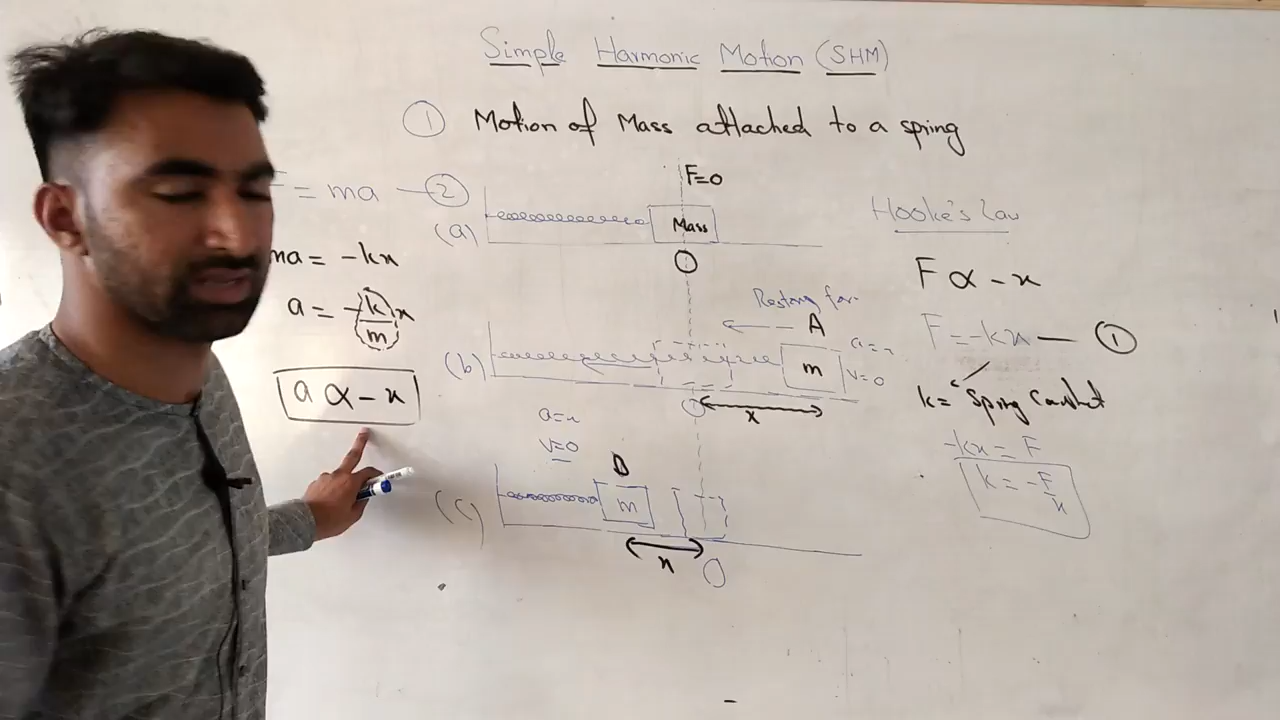 Simple Harmonic Motion (SHM)
① Motion of Mass attached to a spring
= ma — ②
ma = -kx
a = -k/m x
a α - x
F=0
(a)
Mass
O
A
(b)
m
V=0
x
a=x
V=0
(c)
m
x
O
Hooke's Law
F α - x
F = -kx — ①
k = Spring Constant
-kx = F
k = -F/x